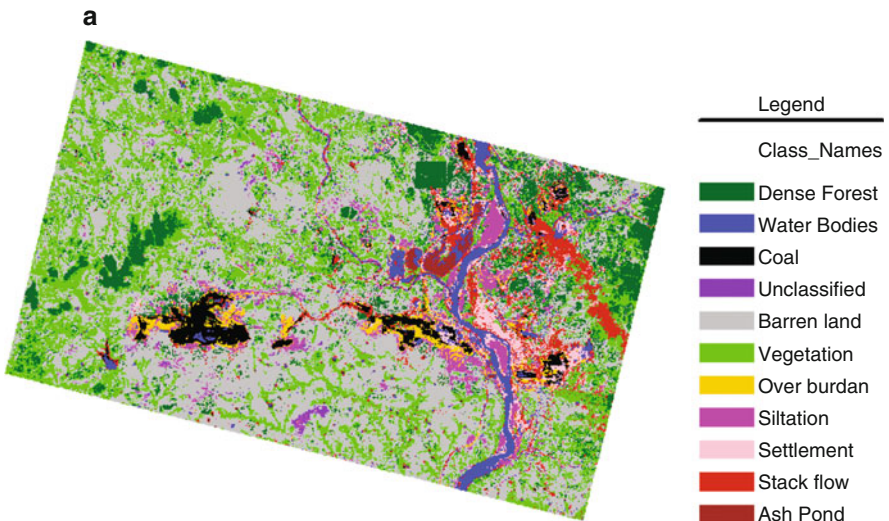 a
Legend
Class_Names
Dense Forest
Water Bodies
Coal
Unclassified
Barren land
Vegetation
Over burdan
Siltation
Settlement
Stack flow
Ash Pond